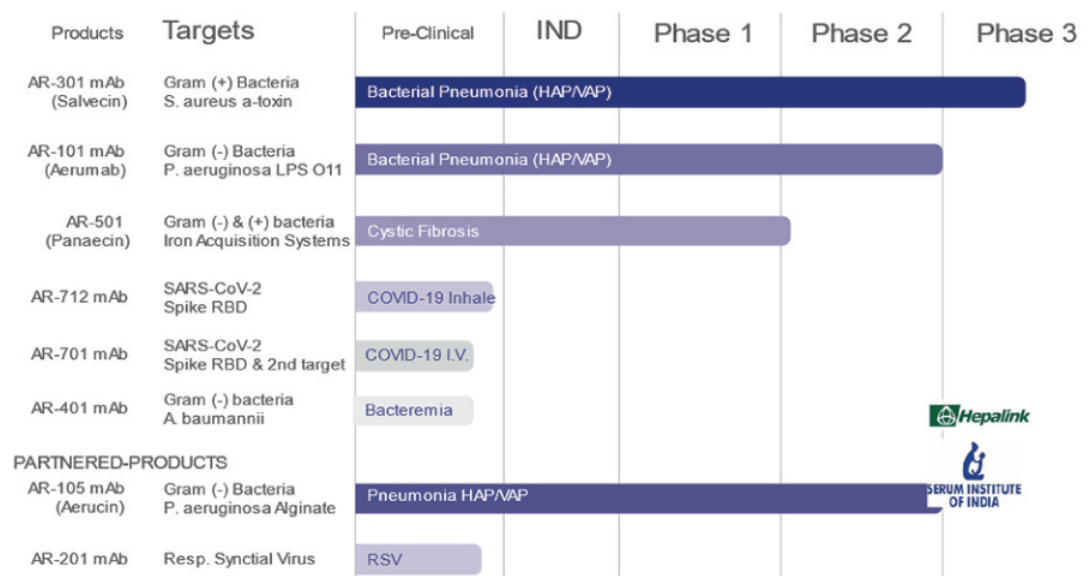 Products Targets Pre-Clinical IND Phase 1 Phase 2 Phase 3
AR-301 mAb Gram (+) Bacteria
(Salvecin) S. aureus a-toxin
Bacterial Pneumonia (HAP/VAP)
AR-101 mAb Gram (-) Bacteria
(Aerumab) P. aeruginosa LPS O11
Bacterial Pneumonia (HAP/VAP)
AR-501 Gram (-) & (+) bacteria
(Panaecin) Iron Acquisition Systems
Cystic Fibrosis
AR-712 mAb
SARS-CoV-2
Spike RBD
COVID-19 Inhale
AR-701 mAb
SARS-CoV-2
Spike RBD & 2nd target
COVID-19 I.V.
AR-401 mAb
Gram (-) bacteria
A. baumannii
Bacteremia
Hepalink
PARTNERED-PRODUCTS
AR-105 mAb Gram (-) Bacteria
(Aerucin) P. aeruginosa Alginate
Pneumonia HAP/VAP
SERUM INSTITUTE
OF INDIA
AR-201 mAb Resp. Synctial Virus RSV